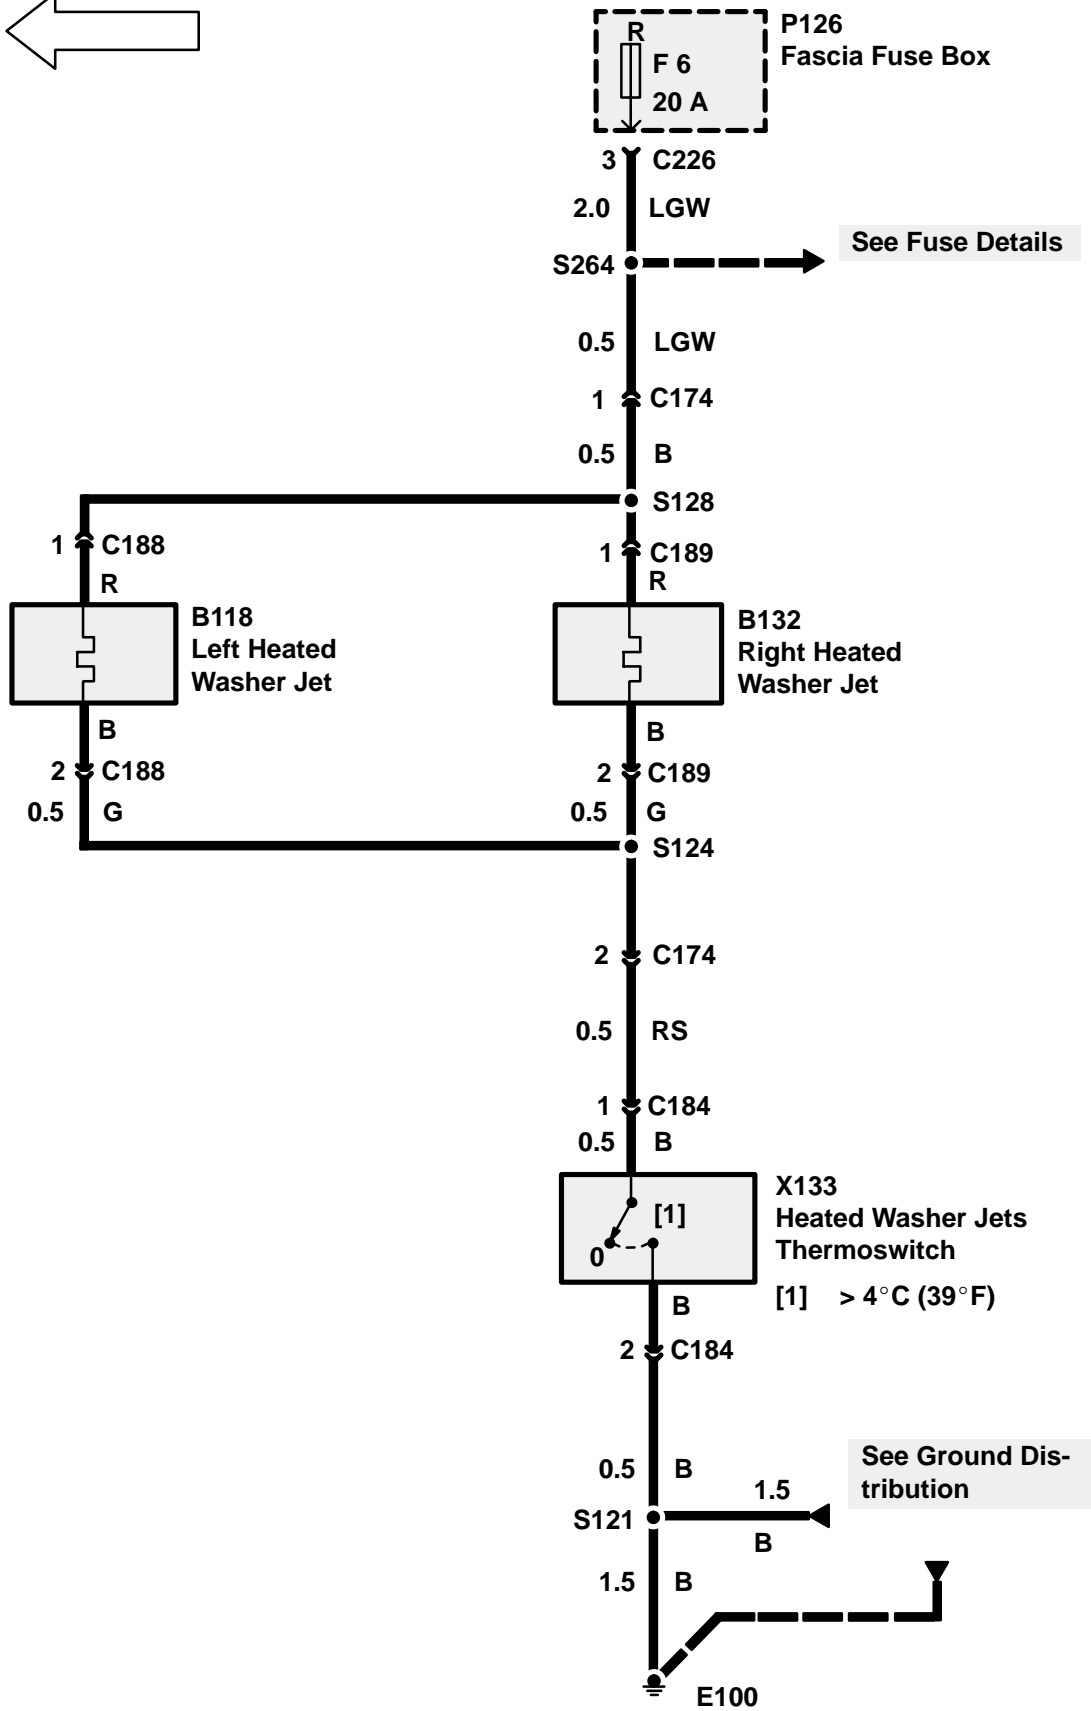 R
P126
Fascia Fuse Box
F 6
20 A
3 C226
2.0 LGW
See Fuse Details
S264
0.5 LGW
1 C174
0.5 B
S128
1 C188
1 C189
R
R
B118
Left Heated
Washer Jet
B132
Right Heated
Washer Jet
B
B
2 C188
2 C189
0.5 G
0.5 G
S124
2 C174
0.5 RS
1 C184
0.5 B
X133
Heated Washer Jets
Thermoswitch
[1]
0
[1] > 4°C (39°F)
B
2 C184
See Ground Dis-
tribution
0.5 B
1.5
S121
B
1.5 B
E100